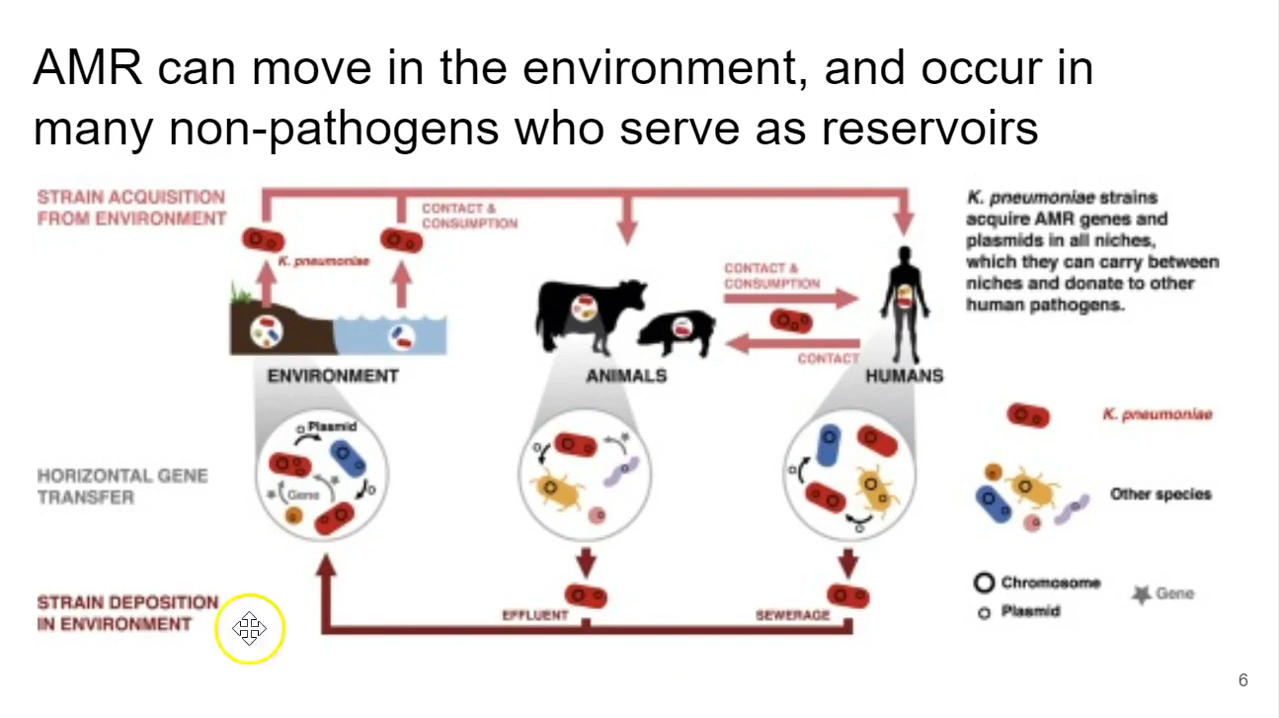 AMR can move in the environment, and occur in
many non-pathogens who serve as reservoirs
STRAIN ACQUISITION
FROM ENVIRONMENT
CONTACT &
CONSUMPTION
K. pneumoniae
CONTACT &
CONSUMPTION
CONTACT
K. pneumoniae strains
acquire AMR genes and
plasmids in all niches,
which they can carry between
niches and donate to other
human pathogens.
ENVIRONMENT
ANIMALS
HUMANS
HORIZONTAL GENE
TRANSFER
Plasmid
Gene
K. pneumoniae
Other species
Chromosome
Plasmid
Gene
STRAIN DEPOSITION
IN ENVIRONMENT
EFFLUENT
SEWERAGE
6